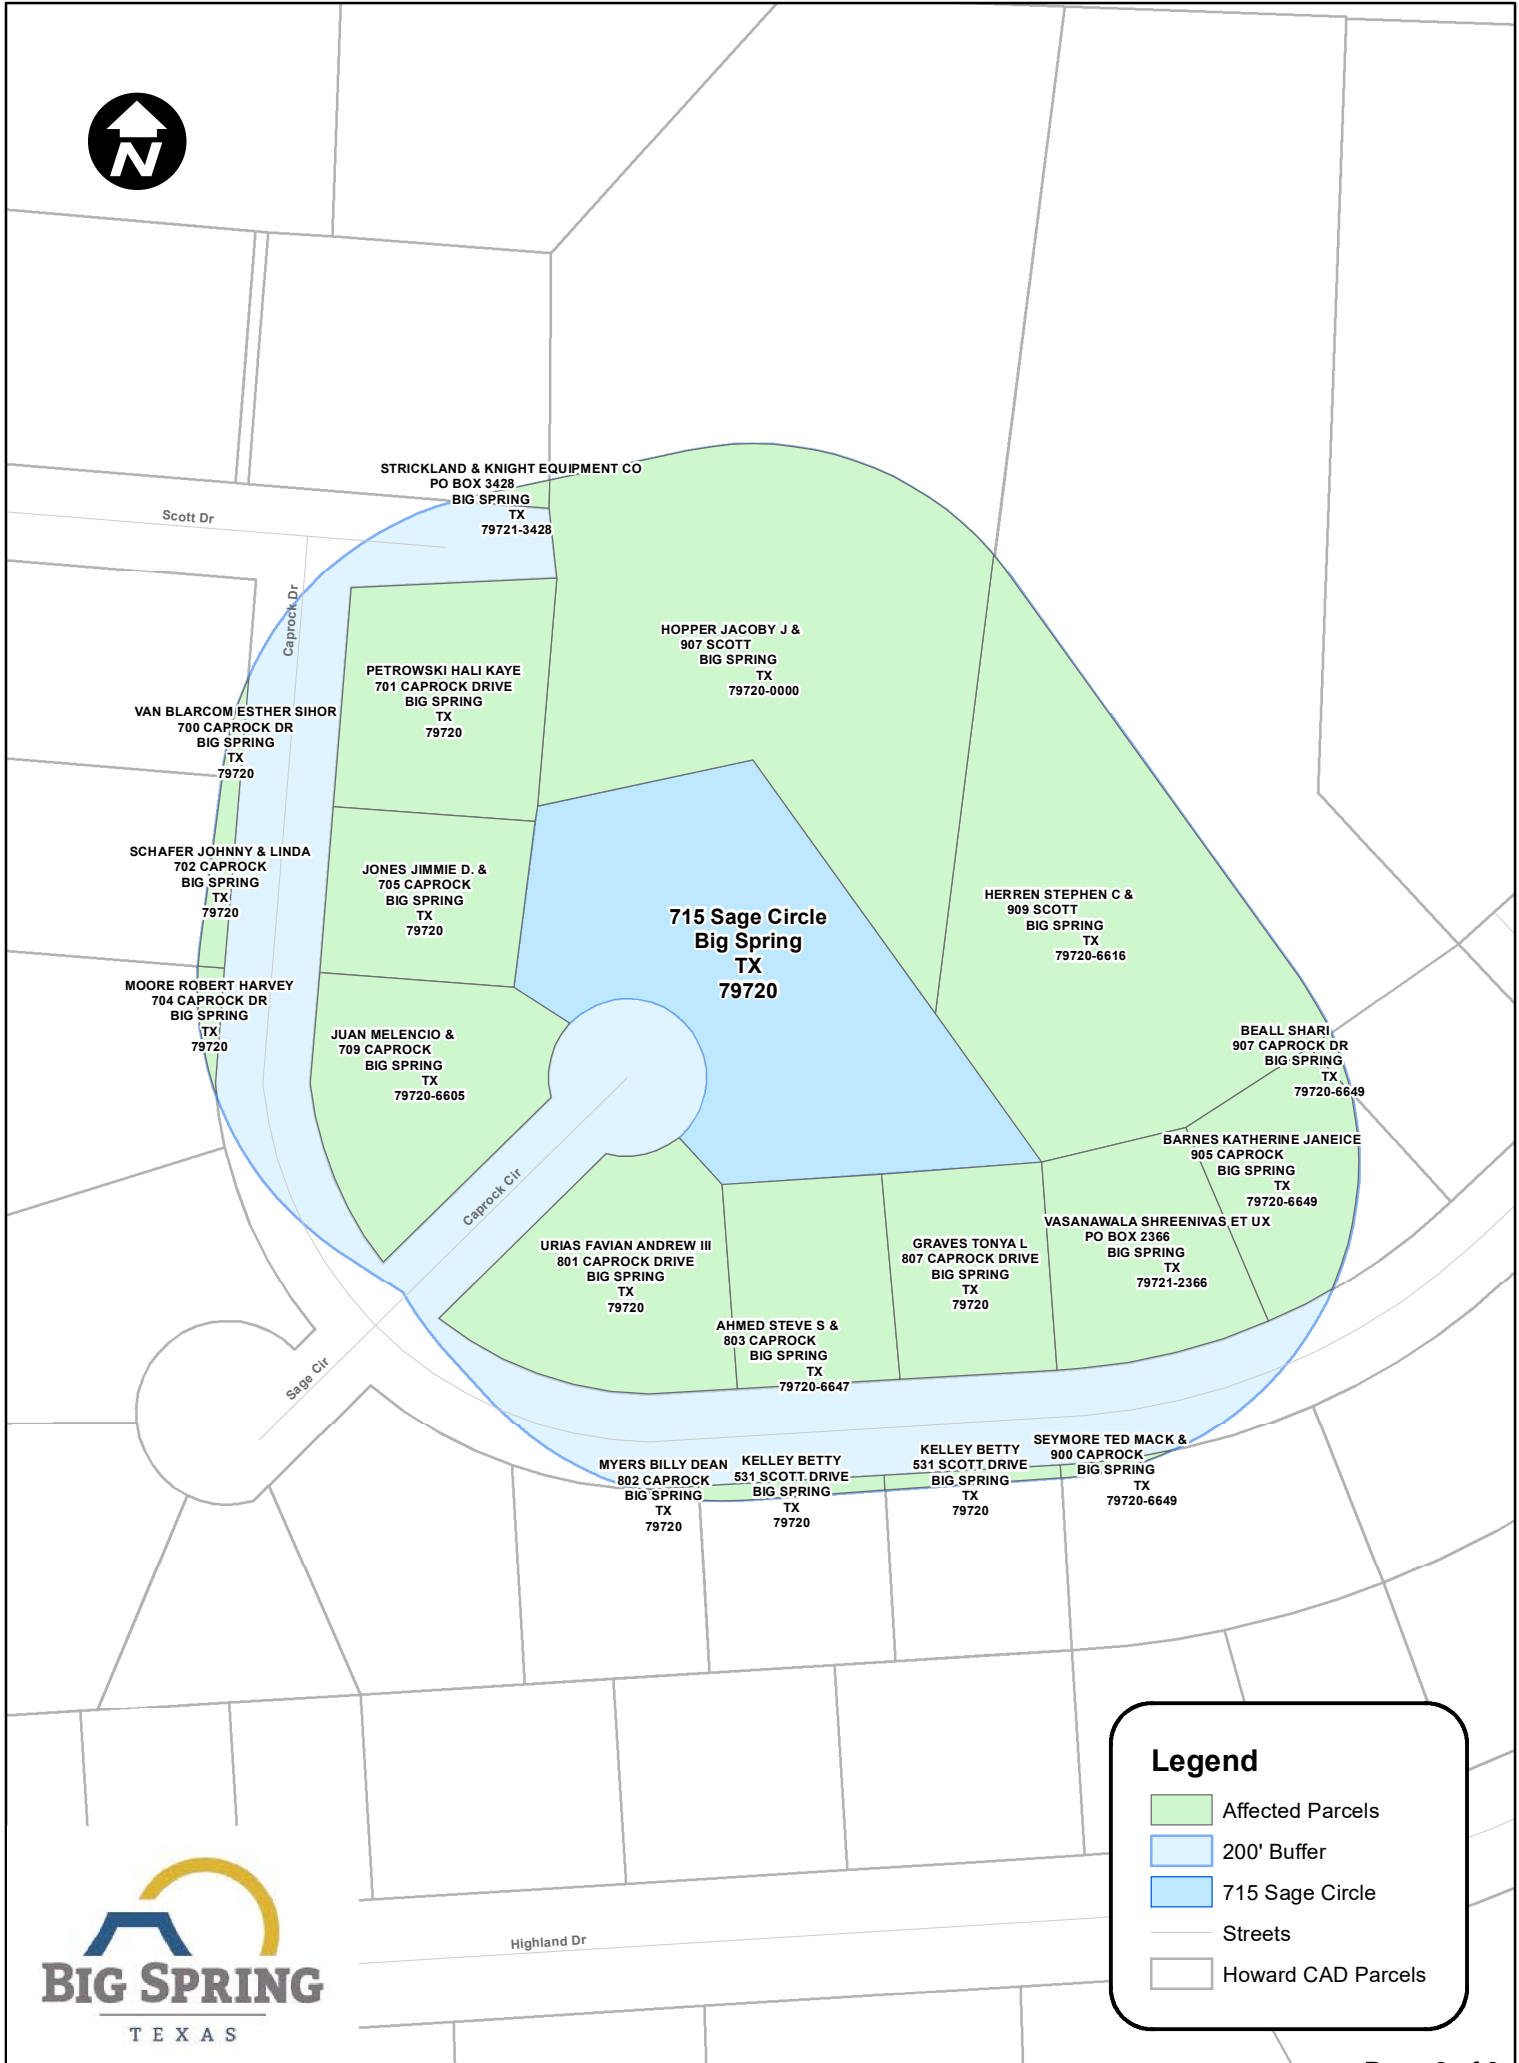 N
STRICKLAND & KNIGHT EQUIPMENT CO
PO BOX 3428
BIG SPRING
TX
79721-3428
Scott Dr
Caprock Dr
HOPPER JACOBY J &
907 SCOTT
BIG SPRING
TX
79720-0000
PETROWSKI HALI KAYE
701 CAPROCK DRIVE
BIG SPRING
TX
79720
VAN BLARCOM ESTHER SIHOR
700 CAPROCK DR
BIG SPRING
TX
79720
SCHAFER JOHNNY & LINDA
702 CAPROCK
BIG SPRING
TX
79720
JONES JIMMIE D. &
705 CAPROCK
BIG SPRING
TX
79720
715 Sage Circle
Big Spring
TX
79720
HERREN STEPHEN C &
909 SCOTT
BIG SPRING
TX
79720-6616
MOORE ROBERT HARVEY
704 CAPROCK DR
BIG SPRING
TX
79720
JUAN MELENCIO &
709 CAPROCK
BIG SPRING
TX
79720-6605
BEALL SHARI
907 CAPROCK DR
BIG SPRING
TX
79720-6649
BARNES KATHERINE JANEICE
905 CAPROCK
BIG SPRING
TX
79720-6649
Caprock Cir
VASANAWALA SHREENIVAS ET UX
PO BOX 2366
BIG SPRING
TX
79721-2366
URIAS FAVIAN ANDREW III
801 CAPROCK DRIVE
BIG SPRING
TX
79720
GRAVES TONYA L
807 CAPROCK DRIVE
BIG SPRING
TX
79720
AHMED STEVE S &
803 CAPROCK
BIG SPRING
TX
79720-6647
Sage Cir
MYERS BILLY DEAN
802 CAPROCK
BIG SPRING
TX
79720
KELLEY BETTY
531 SCOTT DRIVE
BIG SPRING
TX
79720
KELLEY BETTY
531 SCOTT DRIVE
BIG SPRING
TX
79720
SEYMORE TED MACK &
900 CAPROCK
BIG SPRING
TX
79720-6649
Legend
Affected Parcels
200' Buffer
715 Sage Circle
Streets
Howard CAD Parcels
Highland Dr
BIG SPRING
TEXAS